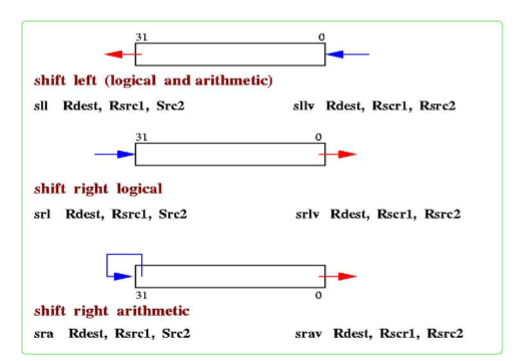 31 0
shift left (logical and arithmetic)
sll Rdest, Rsrc1, Src2 sllv Rdest, Rscr1, Rsrc2
31 0
shift right logical
srl Rdest, Rsrc1, Src2 srlv Rdest, Rscr1, Rsrc2
31 0
shift right arithmetic
sra Rdest, Rsrc1, Src2 srav Rdest, Rscr1, Rsrc2